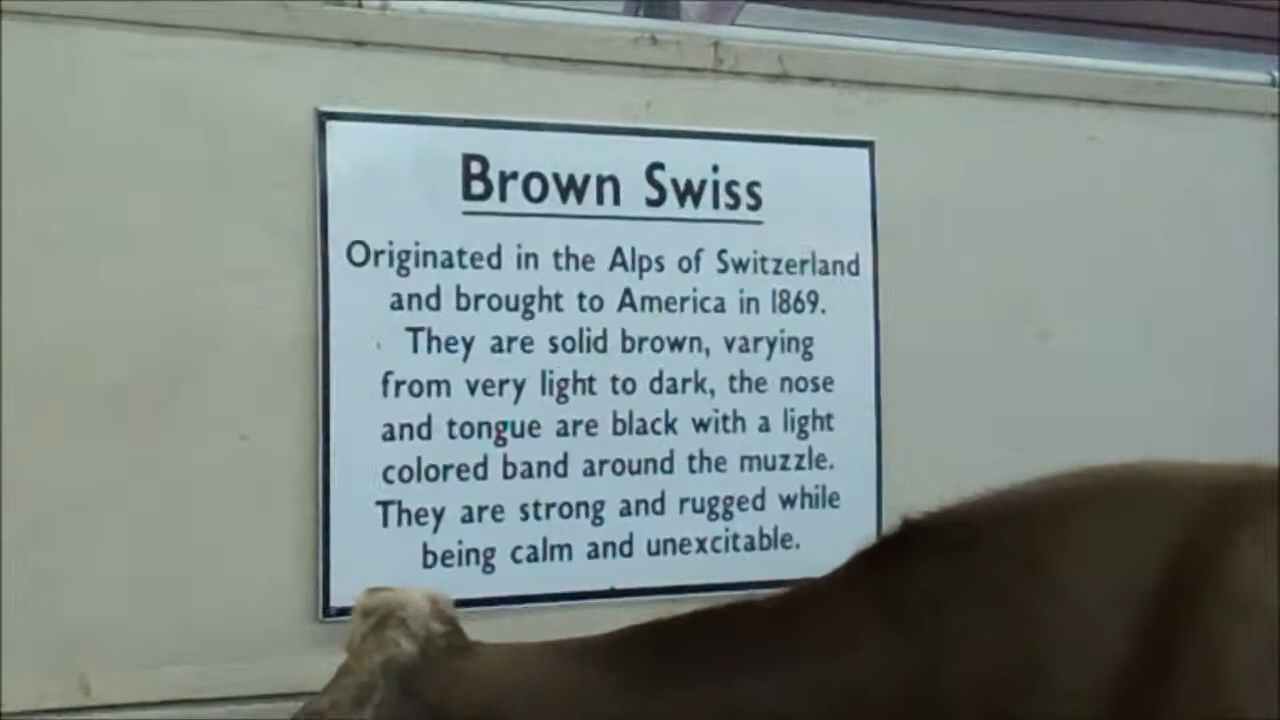 Brown Swiss
Originated in the Alps of Switzerland
and brought to America in 1869.
They are solid brown, varying
from very light to dark, the nose
and tongue are black with a light
colored band around the muzzle.
They are strong and rugged while
being calm and unexcitable.